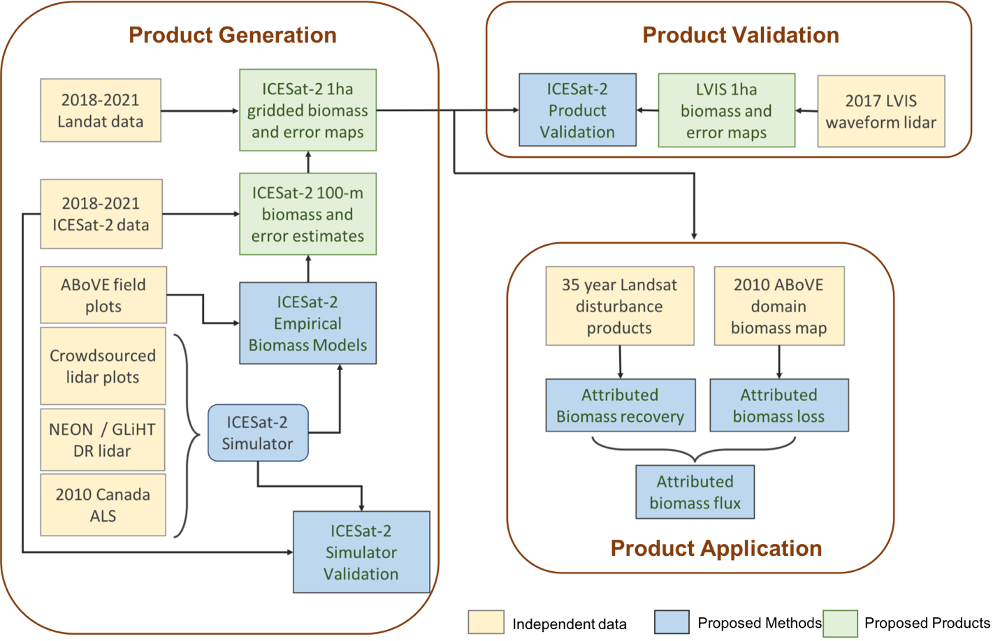 Product Generation
2018-2021
Landat data
ICESat-2 1ha
gridded biomass
and error maps
2018-2021
ICESat-2 data
ICESat-2 100-m
biomass and
error estimates
ABoVE field
plots
ICESat-2
Empirical
Biomass Models
Crowdsourced
lidar plots
NEON / GLiHT
DR lidar
2010 Canada
ALS
ICESat-2
Simulator
ICESat-2
Simulator
Validation
Product Validation
ICESat-2
Product
Validation
LVIS 1ha
biomass and
error maps
2017 LVIS
waveform lidar
35 year Landsat
disturbance
products
2010 ABoVE
domain
biomass map
Attributed
Biomass recovery
Attributed
biomass loss
Attributed
biomass flux
Product Application
Independent data
Proposed Methods
Proposed Products